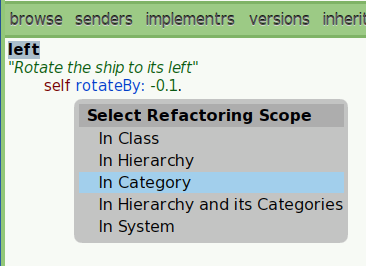 browse senders implementrs versions inherit
left
"Rotate the ship to its left"
self rotateBy: -0.1.
Select Refactoring Scope
In Class
In Hierarchy
In Category
In Hierarchy and its Categories
In System